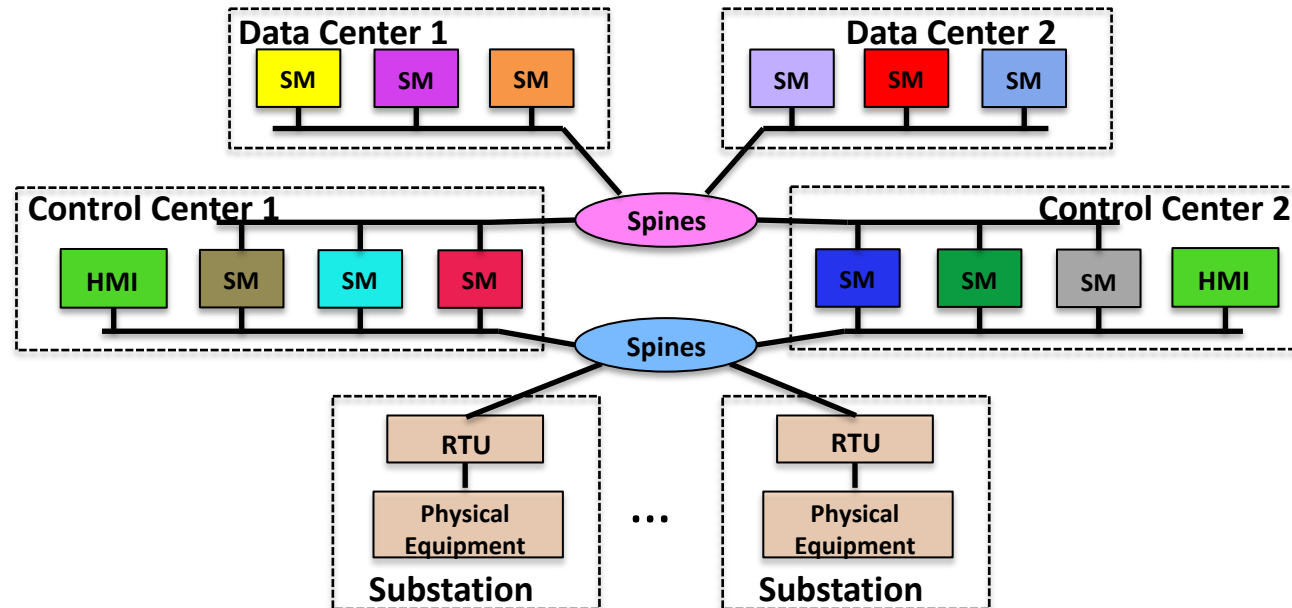 Data Center 1
Data Center 2
SM
SM
SM
SM
SM
SM
Control Center 1
Spines
Control Center 2
HMI
SM
SM
SM
SM
SM
SM
HMI
Spines
RTU
RTU
Physical
Equipment
...
Physical
Equipment
Substation
Substation